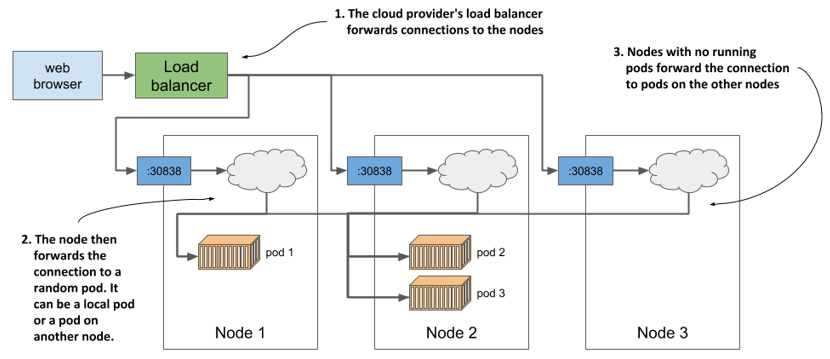 1. The cloud provider's load balancer
forwards connections to the nodes
3. Nodes with no running
pods forward the connection
to pods on the other nodes
web
browser
Load
balancer
:30838
:30838
:30838
2. The node then
forwards the
connection to a
random pod. It
can be a local pod
or a pod on
another node.
pod 1
pod 2
pod 3
Node 1
Node 2
Node 3